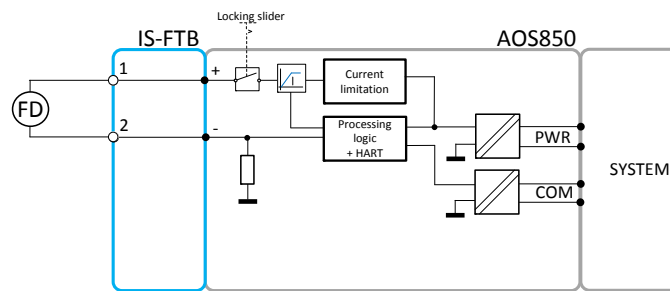 Locking slider
IS-FTB
AOS850
1
+
I
Current
limitation
FD
2
-
Processing
logic
+ HART
PWR
SYSTEM
COM